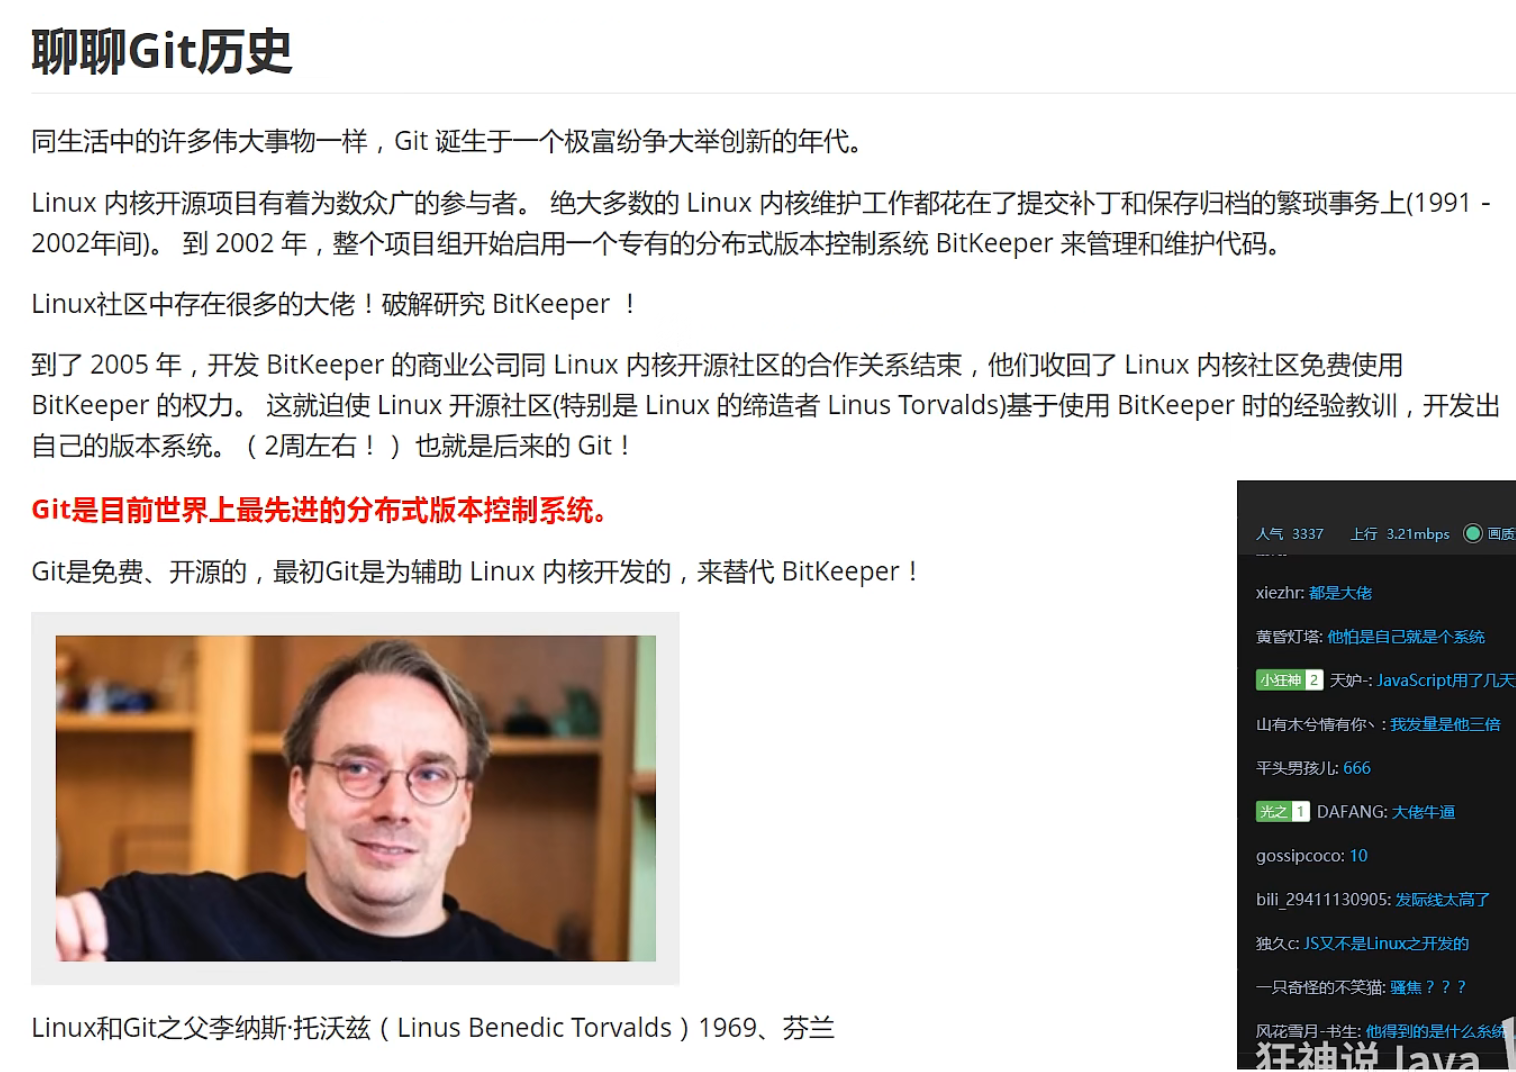 聊聊Git历史
同生活中的许多伟大事物一样，Git 诞生于一个极富纷争大举创新的年代。
Linux 内核开源项目有着为数众广的参与者。 绝大多数的 Linux 内核维护工作都花在了提交补丁和保存归档的繁琐事务上(1991－
2002年间)。 到 2002 年，整个项目组开始启用一个专有的分布式版本控制系统 BitKeeper 来管理和维护代码。
Linux社区中存在很多的大佬！破解研究 BitKeeper ！
到了 2005 年，开发 BitKeeper 的商业公司同 Linux 内核开源社区的合作关系结束，他们收回了 Linux 内核社区免费使用
BitKeeper 的权力。 这就迫使 Linux 开源社区(特别是 Linux 的缔造者 Linus Torvalds)基于使用 BitKeeper 时的经验教训，开发出
自己的版本系统。（ 2周左右！） 也就是后来的 Git！
Git是目前世界上最先进的分布式版本控制系统。
Git是免费、开源的，最初Git是为辅助 Linux 内核开发的，来替代 BitKeeper！
Linux和Git之父李纳斯·托沃兹（Linus Benedic Torvalds）1969、芬兰
人气 3337 上行 3.21mbps 画质
xiezhr: 都是大佬
黄昏灯塔: 他怕是自己就是个系统
小狂神 2 天妒-: JavaScript用了几天
山有木兮情有你丶: 我发量是他三倍
平头男孩儿: 666
光之 1 DAFANG: 大佬牛逼
gossipcoco: 10
bili_29411130905: 发际线太高了
独久c: JS又不是Linux之开发的
一只奇怪的不笑猫: 骚焦？？？
风花雪月-书生: 他得到的是什么系统
狂神说 Java